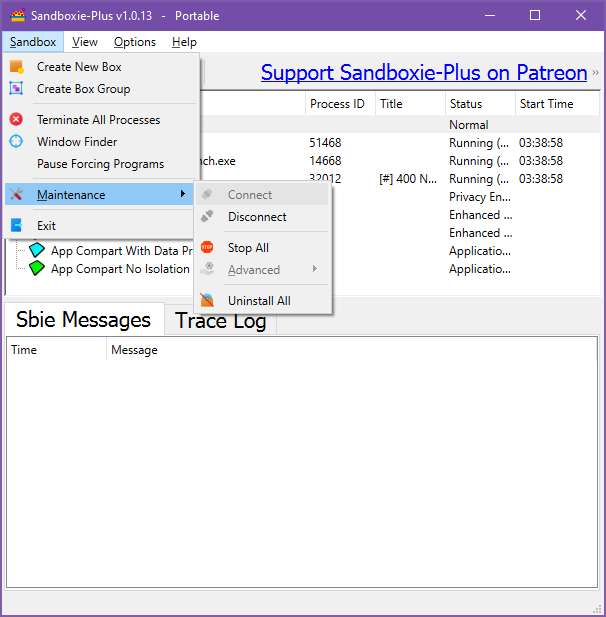 Sandboxie-Plus v1.0.13 - Portable
Sandbox View Options Help
Support Sandboxie-Plus on Patreon »
Create New Box
Create Box Group
Terminate All Processes
Window Finder
Pause Forcing Programs
Maintenance
Exit
Connect
Disconnect
Stop All
Advanced
Uninstall All
Process ID Title Status Start Time
Normal
51468 Running (... 03:38:58
nch.exe 14668 Running (... 03:38:58
32012 [#] 400 N... Running (... 03:38:58
Privacy En...
Enhanced ...
Enhanced ...
App Compart With Data Pr Applicatio...
App Compart No Isolation Applicatio...
Sbie Messages Trace Log
Time Message